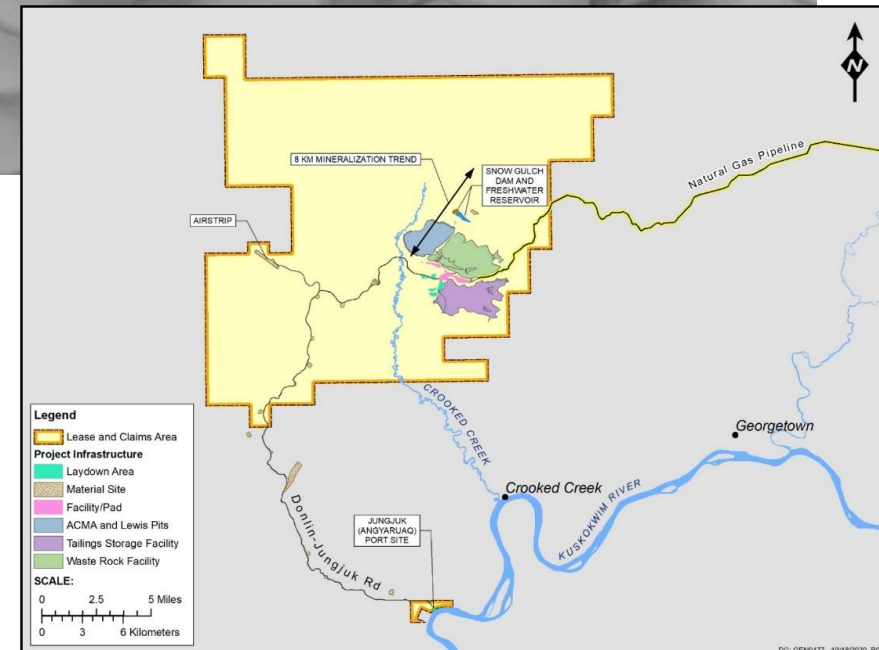 N
Natural Gas Pipeline
8 KM MINERALIZATION TREND
SNOW GULCH
DAM AND
FRESHWATER
RESERVOIR
AIRSTRIP
CROOKED CREEK
Georgetown
Crooked Creek
KUSKOKWIM RIVER
JUNGJUK
(ANGYARUAQ)
PORT SITE
Donlin-Jungjuk Rd
Legend
Lease and Claims Area
Project Infrastructure
Laydown Area
Material Site
Facility/Pad
ACMA and Lewis Pits
Tailings Storage Facility
Waste Rock Facility
SCALE:
0 2.5 5 Miles
0 3 6 Kilometers